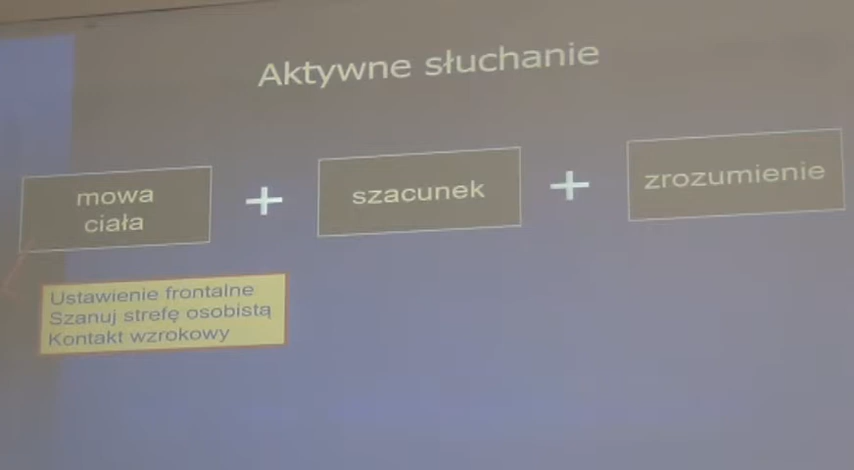 Aktywne słuchanie
mowa
ciała
+
szacunek
+
zrozumienie
Ustawienie frontalne
Szanuj strefę osobistą
Kontakt wzrokowy